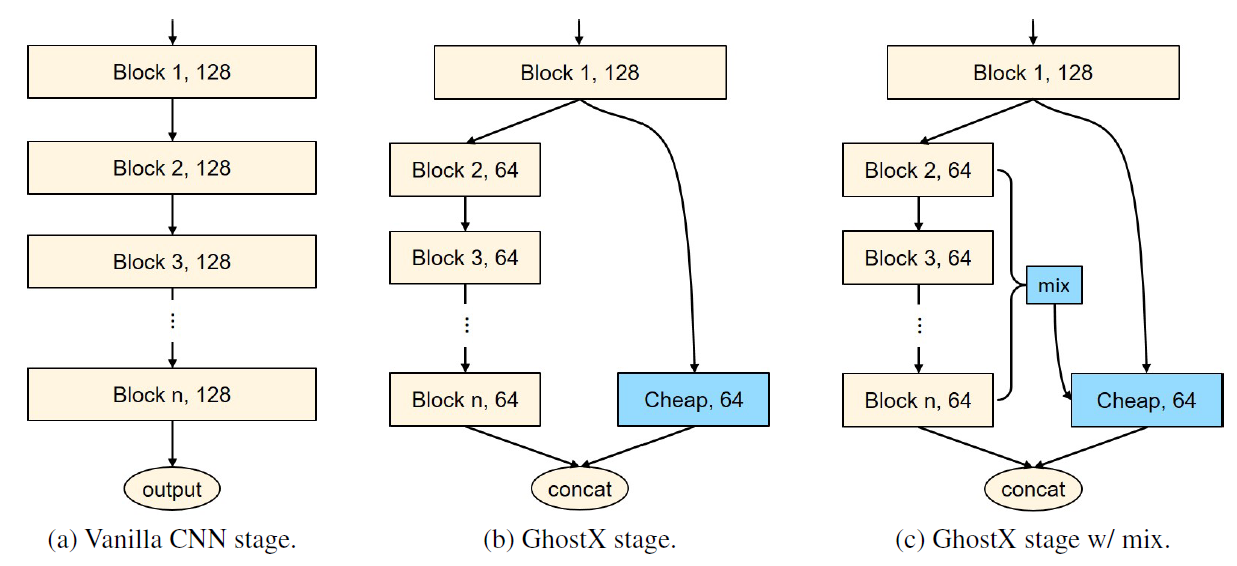 Block 1, 128
Block 2, 128
Block 3, 128
...
Block n, 128
output
(a) Vanilla CNN stage.
Block 1, 128
Block 2, 64
Block 3, 64
...
Block n, 64
Cheap, 64
concat
(b) GhostX stage.
Block 1, 128
Block 2, 64
Block 3, 64
mix
...
Block n, 64
Cheap, 64
concat
(c) GhostX stage w/ mix.